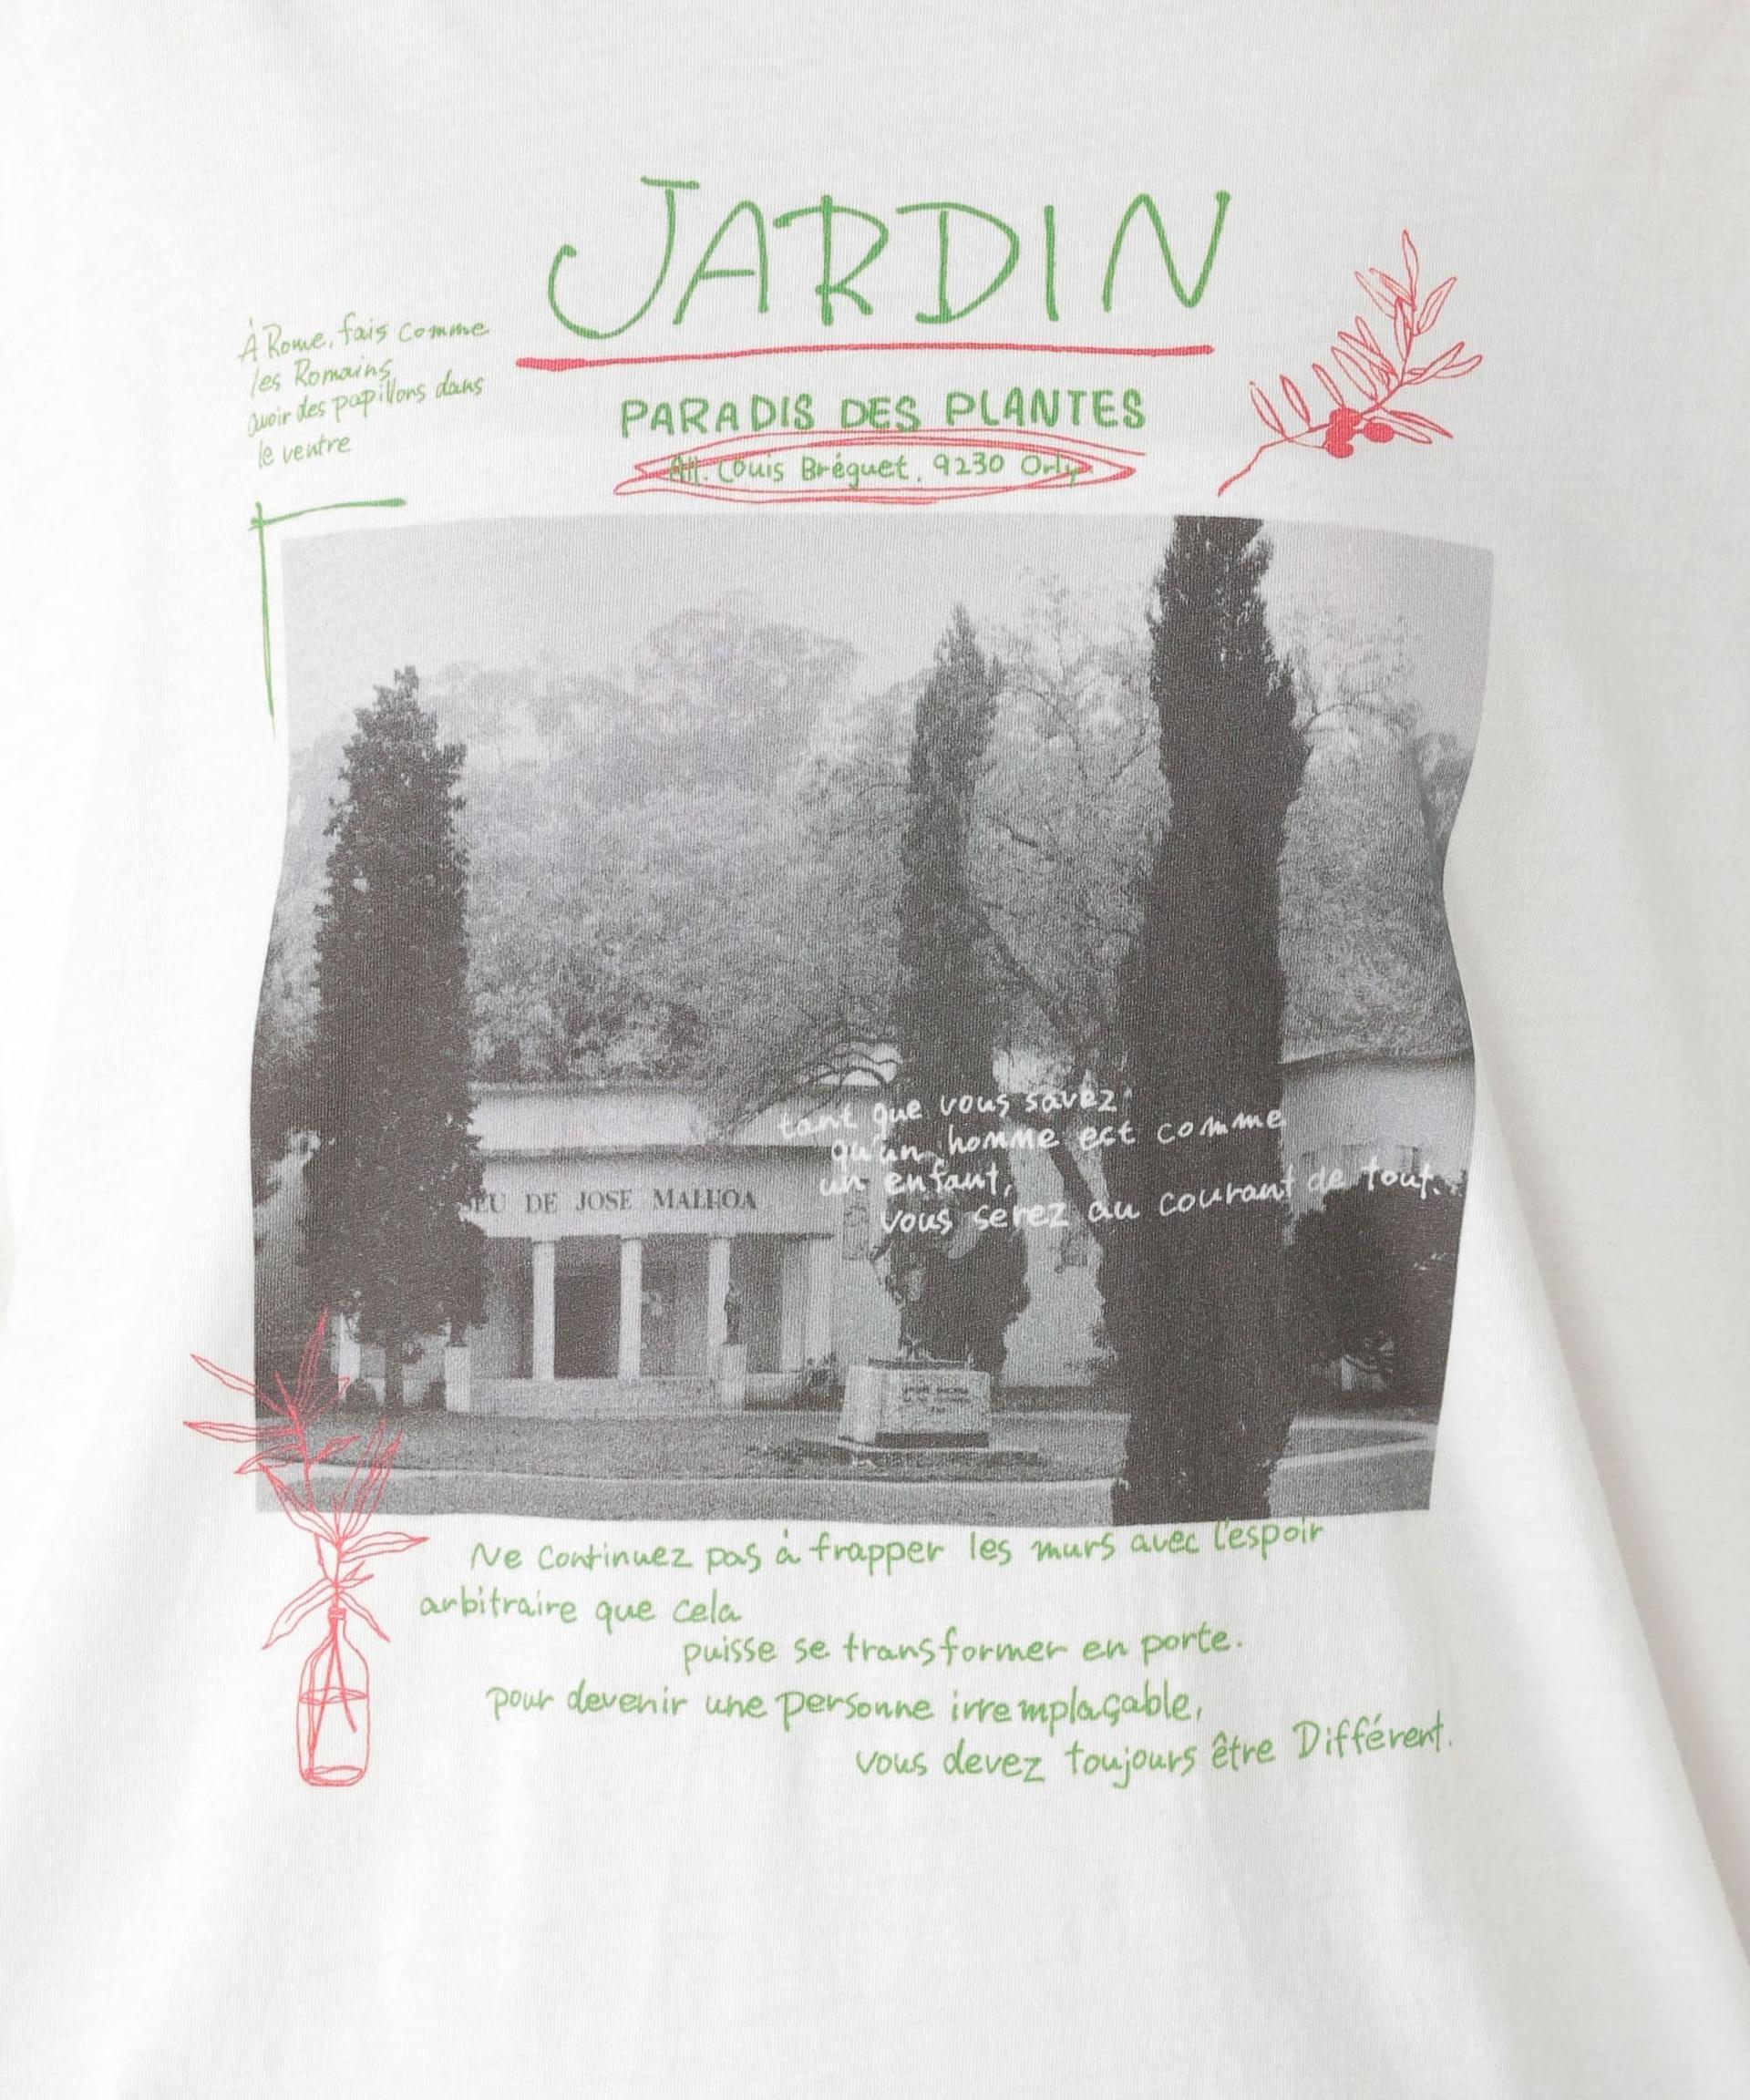 JARDIN
À Rome, fais comme
les Romains
avoir des papillons dans
le ventre
PARADIS DES PLANTES
All. Louis Bréguet, 9230 Orly
tant que vous savez
qu'un homme est comme
un enfant,
vous serez au courant de tout.
DE JOSE MALHOA
Ne continuez pas à frapper les murs avec l'espoir
arbitraire que cela
puisse se transformer en porte.
pour devenir une personne irremplaçable,
vous devez toujours être Différent.